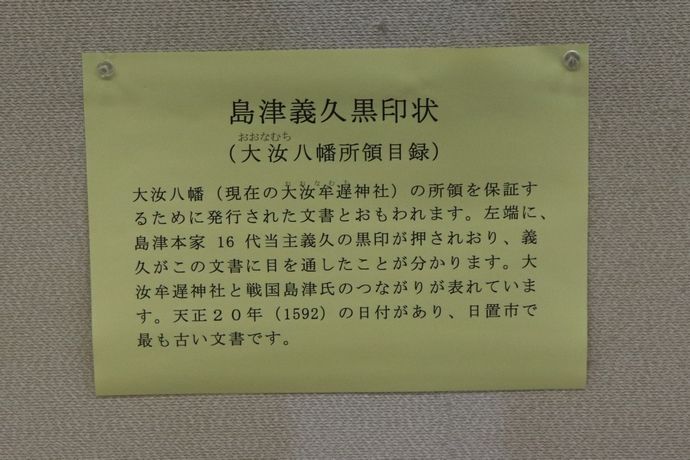 島津義久黒印状
おおなむち
（大汝八幡所領目録）
おおなむち
大汝八幡（現在の大汝牟遅神社）の所領を保証す
るために発行された文書とおもわれます。左端に、
島津本家 16 代当主義久の黒印が押されおり、義
久がこの文書に目を通したことが分かります。大
汝牟遅神社と戦国島津氏のつながりが表れていま
す。天正２０年（1592）の日付があり、日置市で
最も古い文書です。